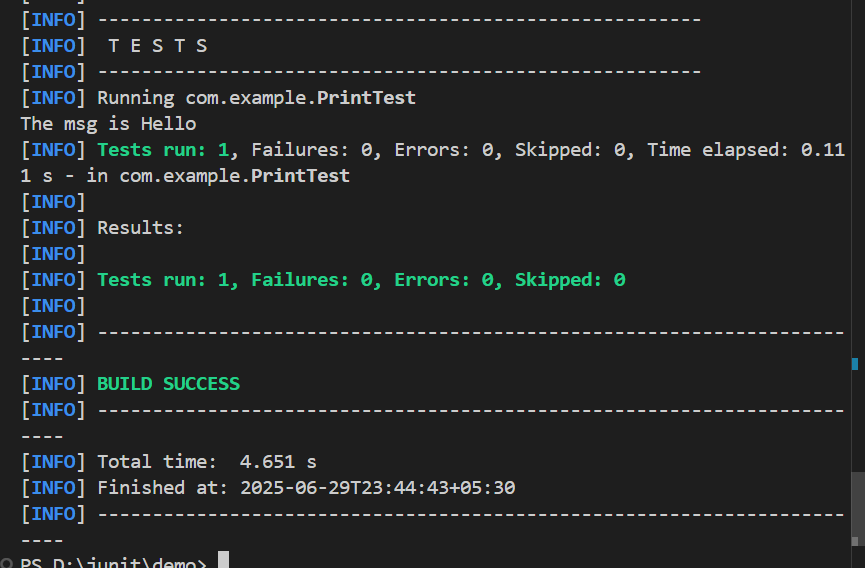 [INFO] -------------------------------------------------------
[INFO]  T E S T S
[INFO] -------------------------------------------------------
[INFO] Running com.example.PrintTest
The msg is Hello
[INFO] Tests run: 1, Failures: 0, Errors: 0, Skipped: 0, Time elapsed: 0.11
1 s - in com.example.PrintTest
[INFO]
[INFO] Results:
[INFO]
[INFO] Tests run: 1, Failures: 0, Errors: 0, Skipped: 0
[INFO]
[INFO] --------------------------------------------------------------------
----
[INFO] BUILD SUCCESS
[INFO] --------------------------------------------------------------------
----
[INFO] Total time:  4.651 s
[INFO] Finished at: 2025-06-29T23:44:43+05:30
[INFO] --------------------------------------------------------------------
----
PS D:\junit\demo>